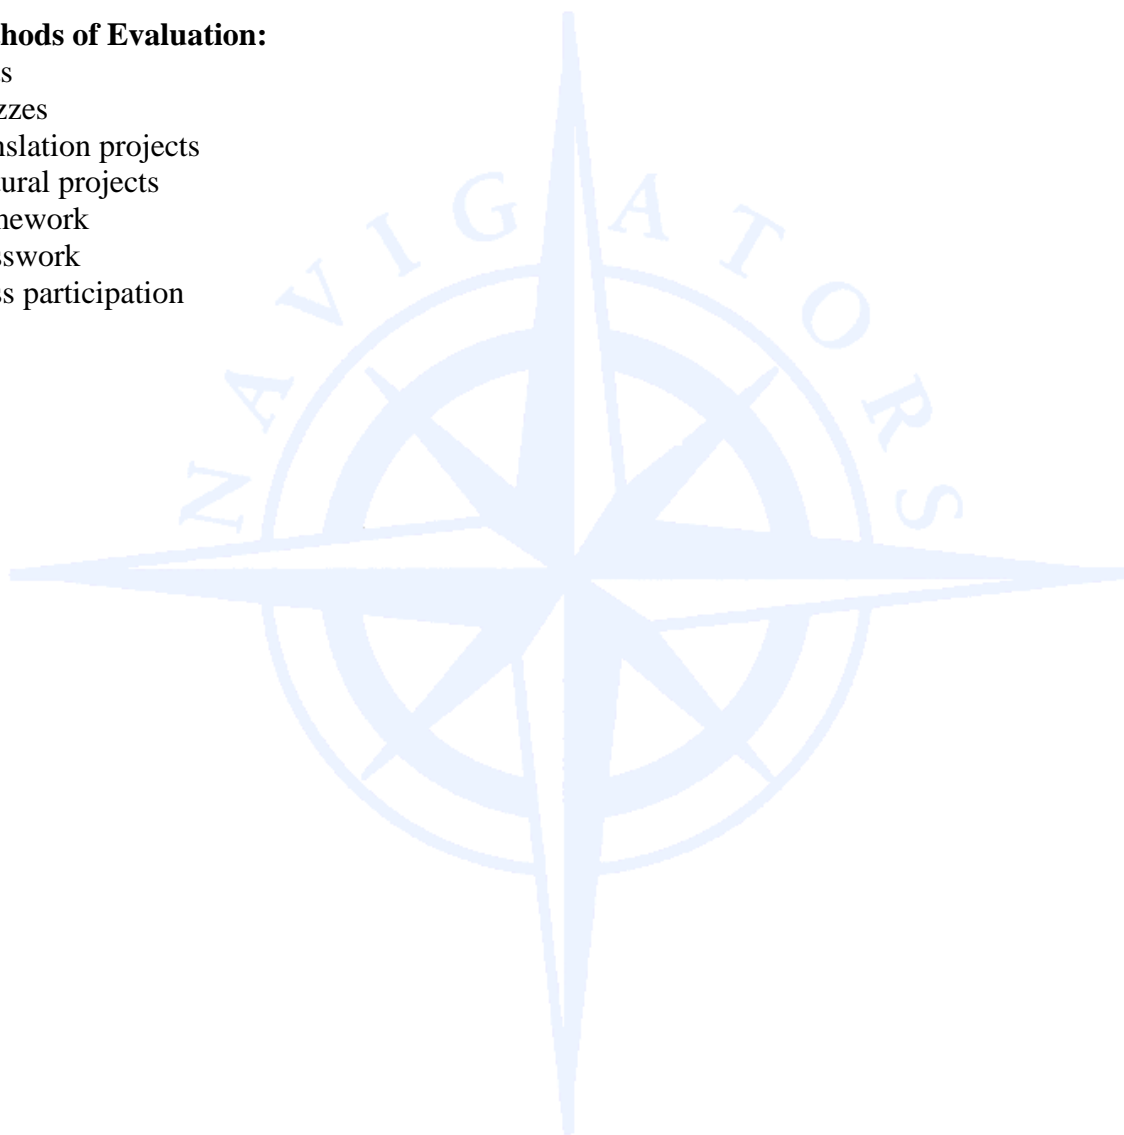 hods of Evaluation:
s
zzes
nslation projects
ural projects
nework
sswork
ss participation
NAVIGATORS